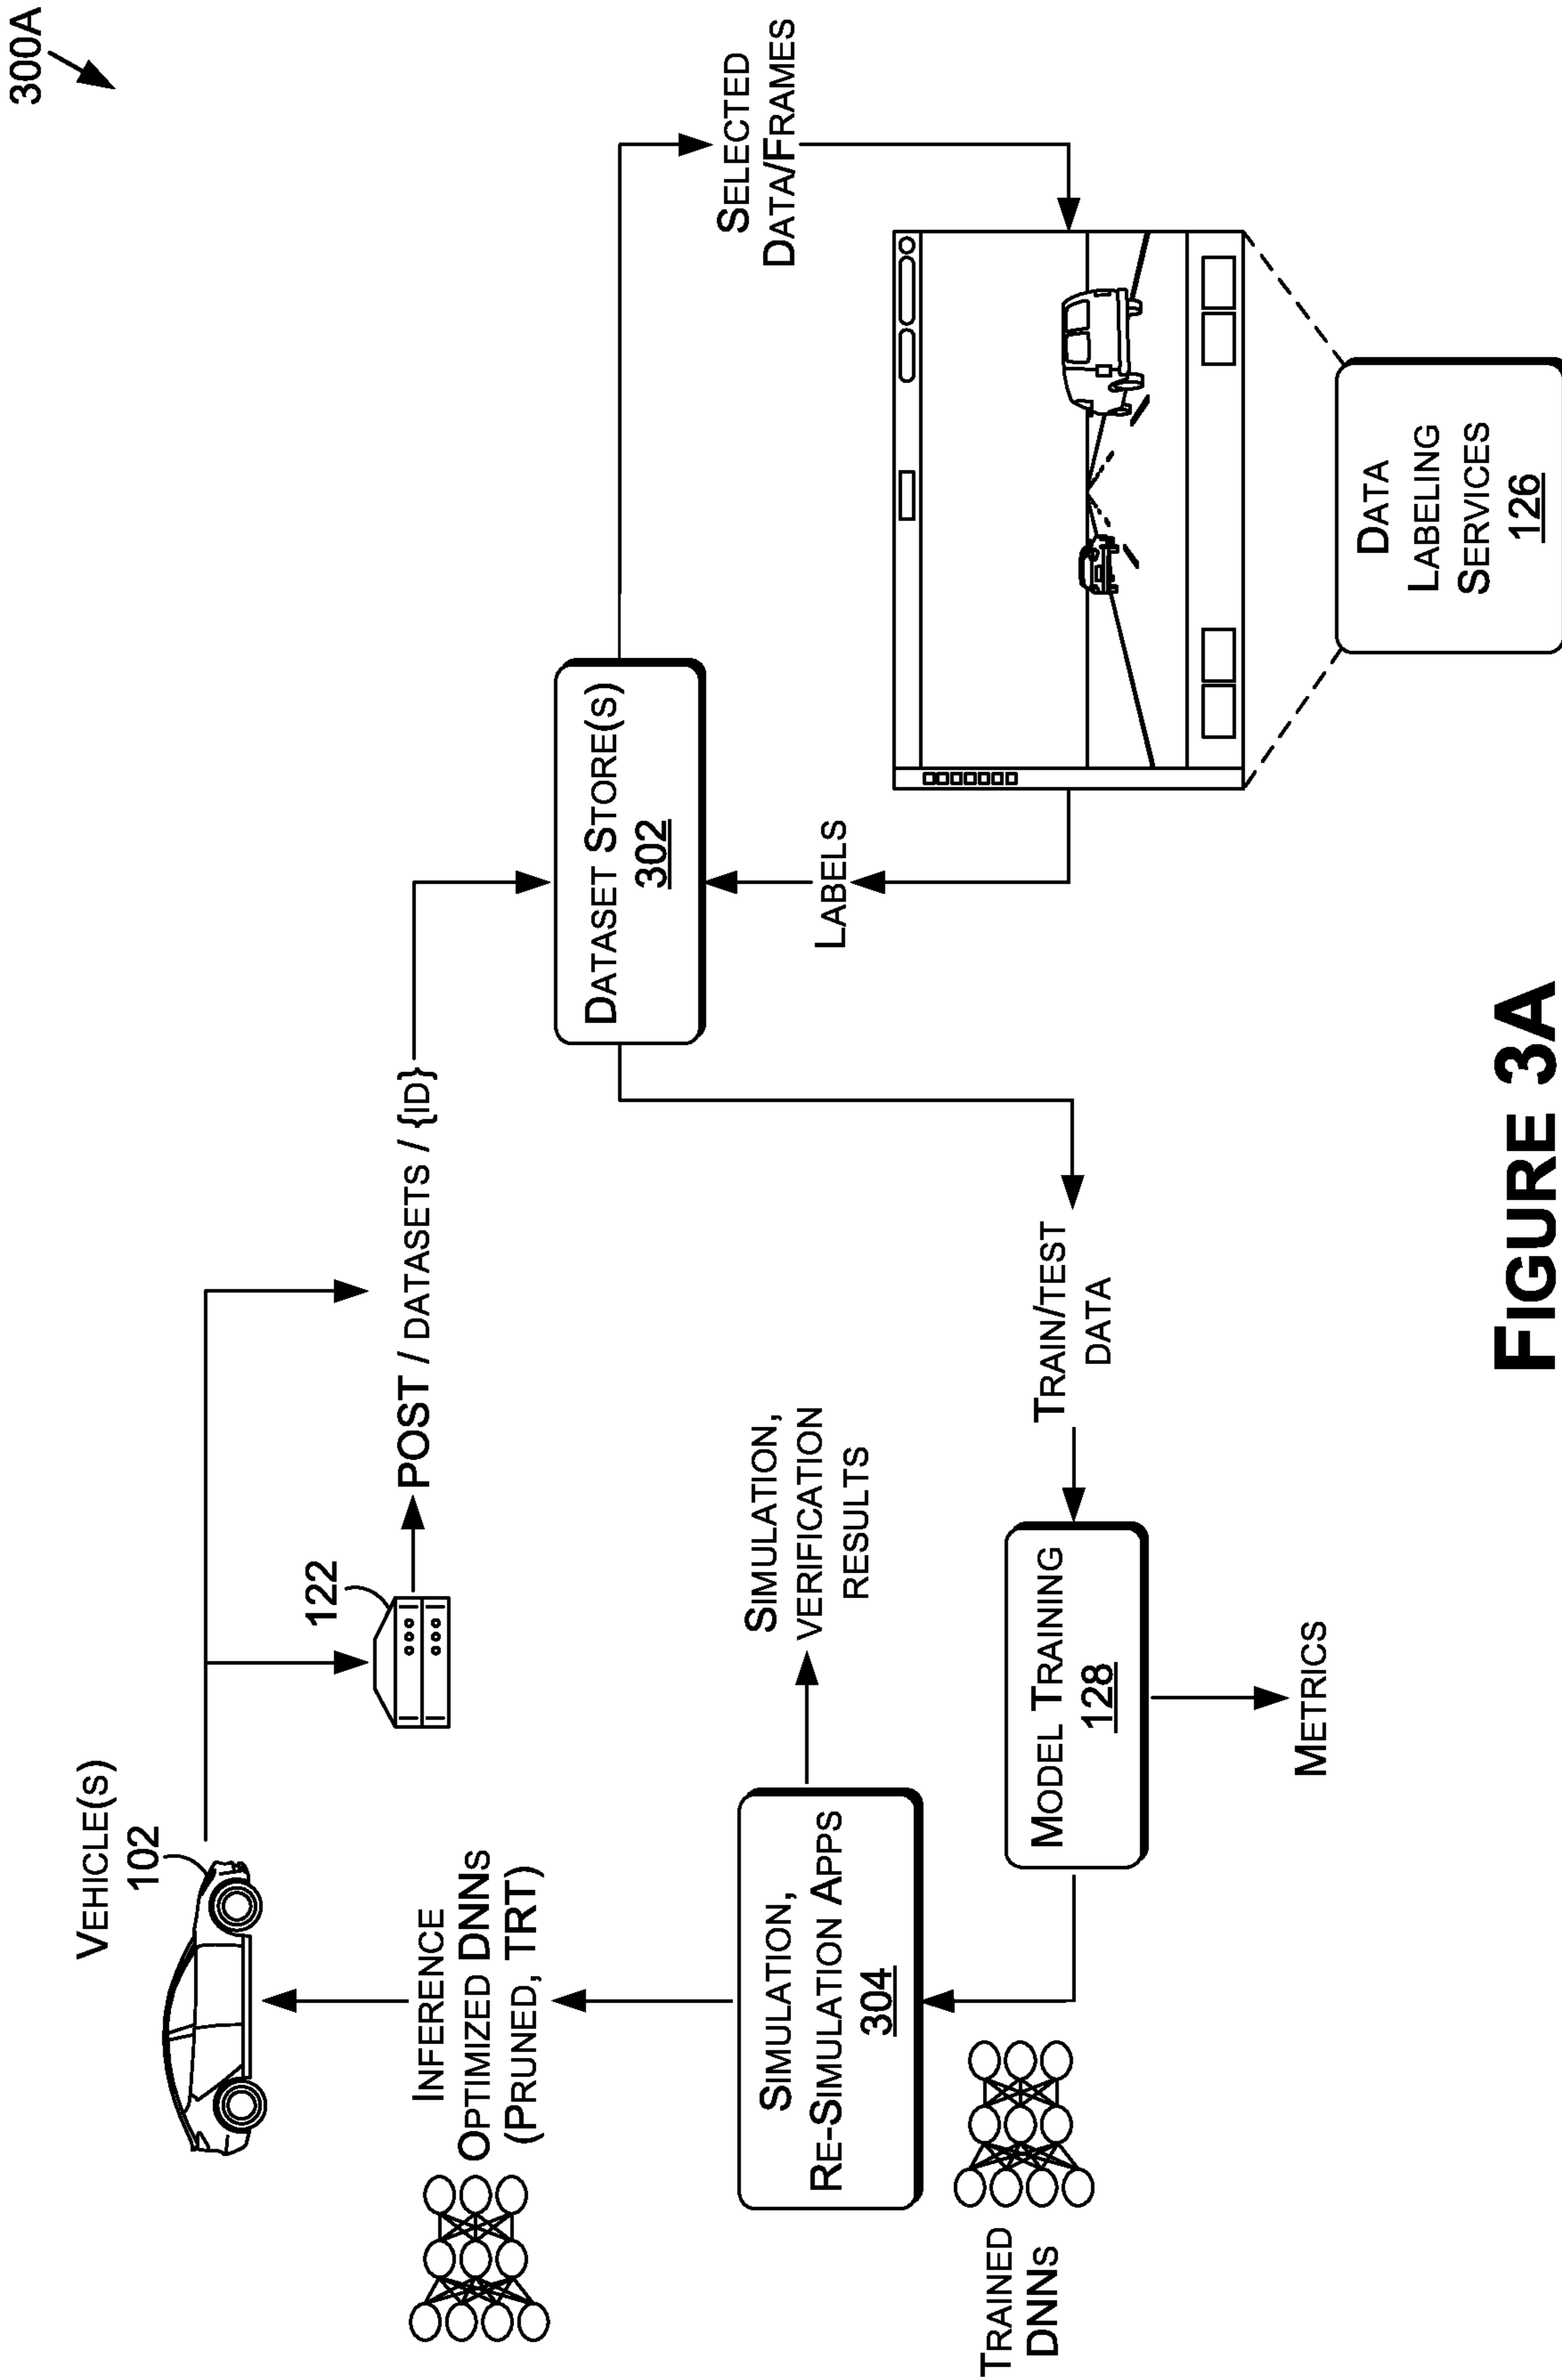 300A
VEHICLE(S)
102
122
POST / DATASETS / {ID}
INFERENCE
OPTIMIZED DNNS
(PRUNED, TRT)
DATASET STORE(S)
302
SELECTED
DATA/FRAMES
SIMULATION,
VERIFICATION
RESULTS
SIMULATION,
RE-SIMULATION APPS
304
LABELS
TRAINED
DNNS
MODEL TRAINING
128
TRAIN/TEST
DATA
METRICS
DATA
LABELING
SERVICES
126
FIGURE 3A